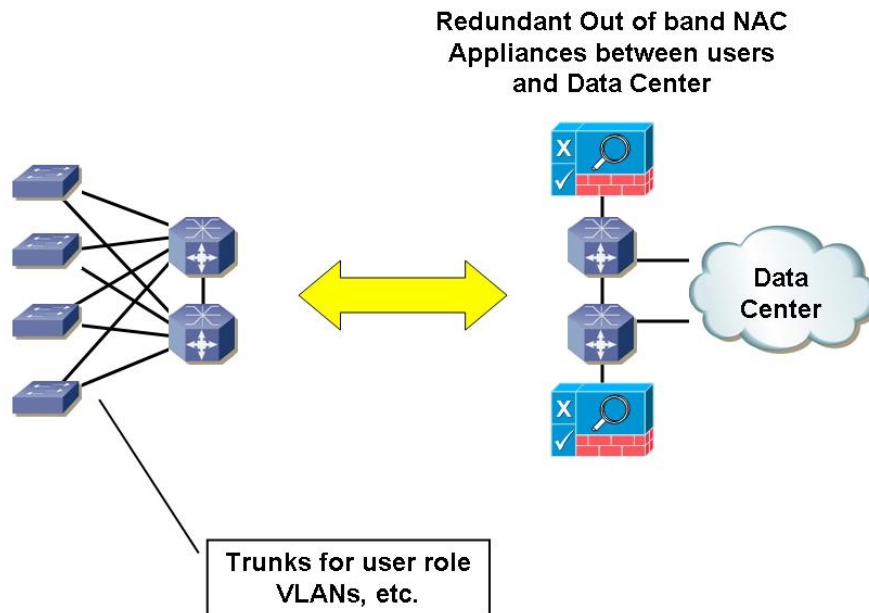 Redundant Out of band NAC
Appliances between users
and Data Center
X
✓
Data
Center
X
✓
Trunks for user role
VLANs, etc.